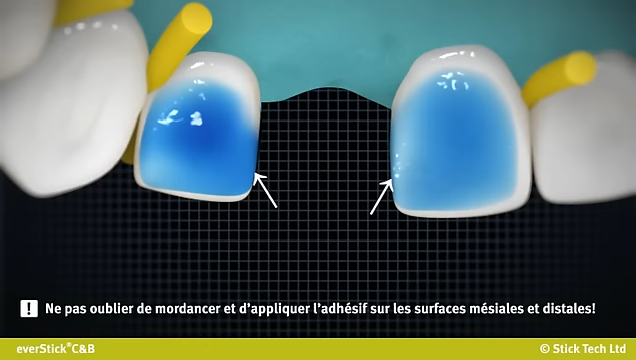 ! Ne pas oublier de mordancer et d'appliquer l'adhésif sur les surfaces mésiales et distales!
everStick®C&B
© Stick Tech Ltd